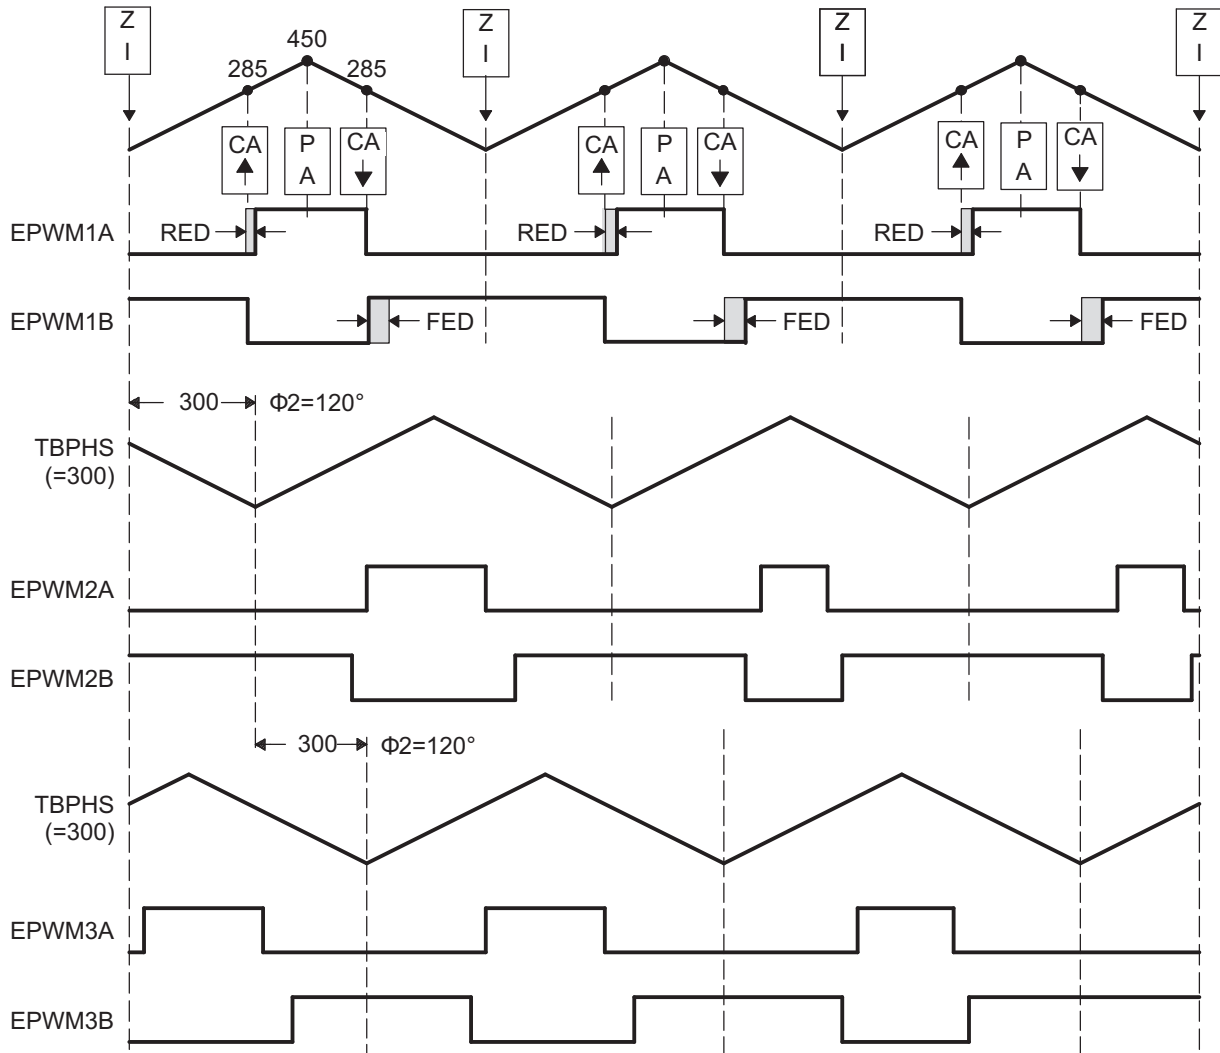 Z
I
Z
I
Z
I
Z
I
450
285
285
CA
P
A
CA
CA
P
A
CA
CA
P
A
CA
EPWM1A
RED
RED
RED
EPWM1B
FED
FED
FED
300
Φ2=120°
TBPHS
(=300)
EPWM2A
EPWM2B
300
Φ2=120°
TBPHS
(=300)
EPWM3A
EPWM3B